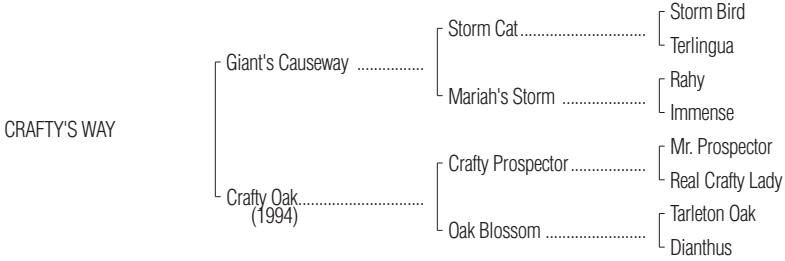 Storm Bird
Storm Cat..............................
Terlingua
Giant's Causeway ................
Rahy
Mariah's Storm ....................
Immense
CRAFTY'S WAY
Mr. Prospector
Crafty Prospector..................
Real Crafty Lady
Crafty Oak..............................
(1994)
Tarleton Oak
Oak Blossom ........................
Dianthus